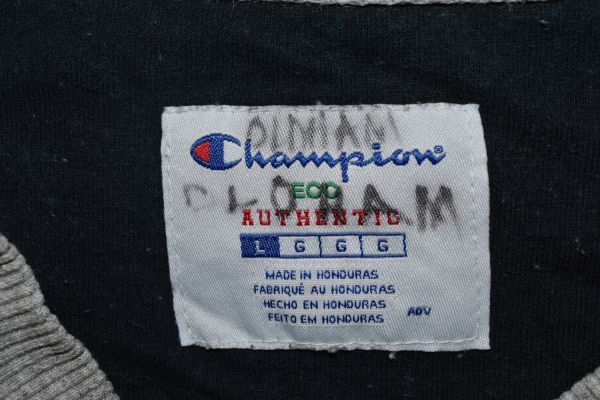 Champion®
ECO
AUTHENTIC
L G G G
MADE IN HONDURAS
FABRIQUÉ AU HONDURAS
HECHO EN HONDURAS
FEITO EM HONDURAS
ADV